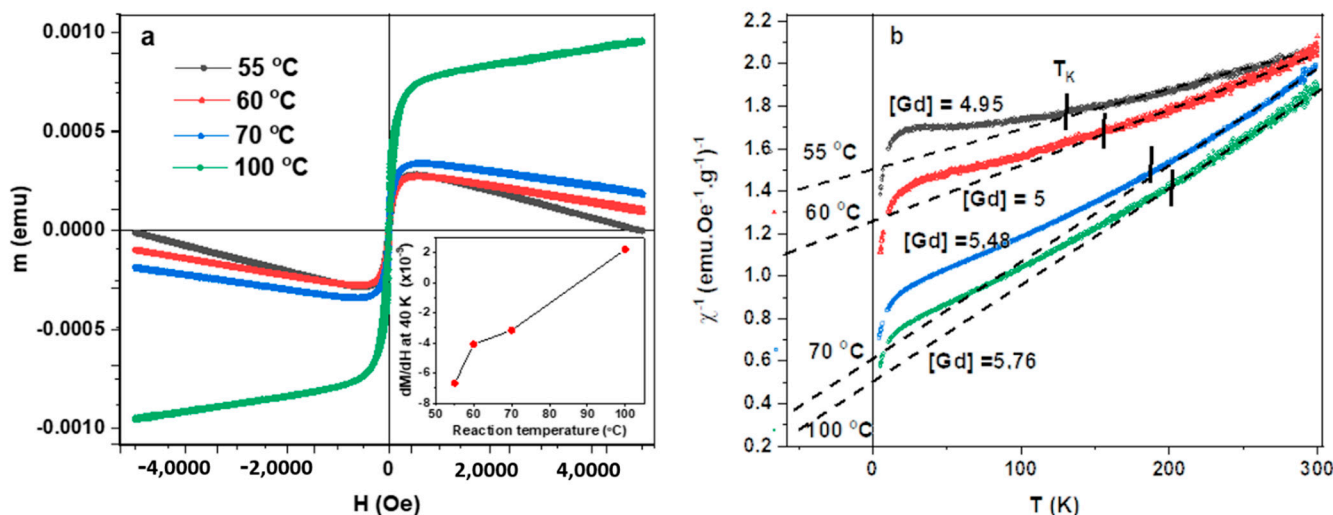 a
55 °C
60 °C
70 °C
100 °C
m (emu)
0.0010
0.0005
0.0000
-0.0005
-0.0010
-4,0000
-2,0000
0
2,0000
4,0000
H (Oe)
dM/dH at 40 K (x10⁻⁵)
2
0
-2
-4
-6
-8
50
60
70
80
90
100
Reaction temperature (°C)
b
χ⁻¹ (emu.Oe⁻¹.g⁻¹)⁻¹
2.2
2.0
1.8
1.6
1.4
1.2
1.0
0.8
0.6
0.4
0.2
T_K
[Gd] = 4.95
55 °C
[Gd] = 5
60 °C
[Gd] = 5,48
70 °C
[Gd] = 5,76
100 °C
0
100
200
300
T (K)